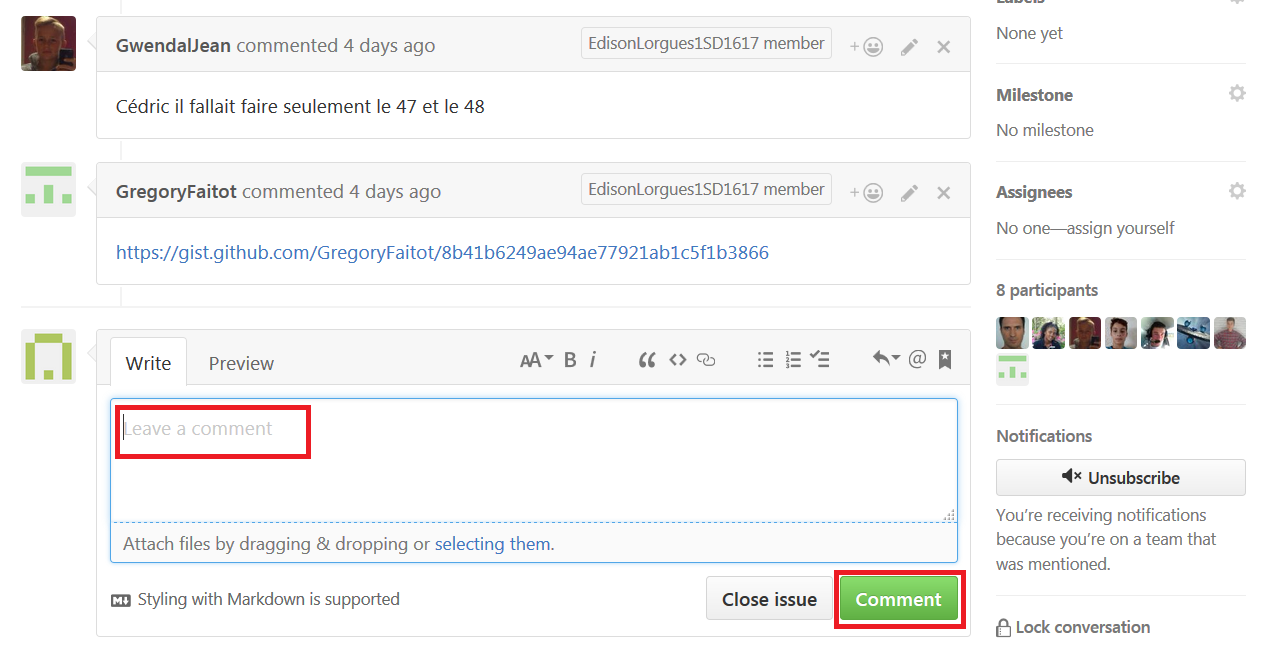 GwendalJean commented 4 days ago
EdisonLorgues1SD1617 member
Cédric il fallait faire seulement le 47 et le 48
GregoryFaitot commented 4 days ago
EdisonLorgues1SD1617 member
https://gist.github.com/GregoryFaitot/8b41b6249ae94ae77921ab1c5f1b3866
Write
Preview
AA
B
i
Leave a comment
Attach files by dragging & dropping or selecting them.
Styling with Markdown is supported
Close issue
Comment
Labels
None yet
Milestone
No milestone
Assignees
No one—assign yourself
8 participants
Notifications
Unsubscribe
You’re receiving notifications
because you’re on a team that
was mentioned.
Lock conversation